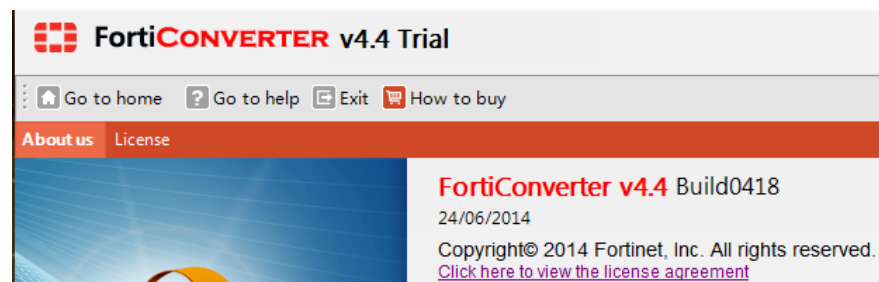 FortiCONVERTER v4.4 Trial
Go to home Go to help Exit How to buy
About us License
FortiConverter v4.4 Build0418
24/06/2014
Copyright© 2014 Fortinet, Inc. All rights reserved.
Click here to view the license agreement